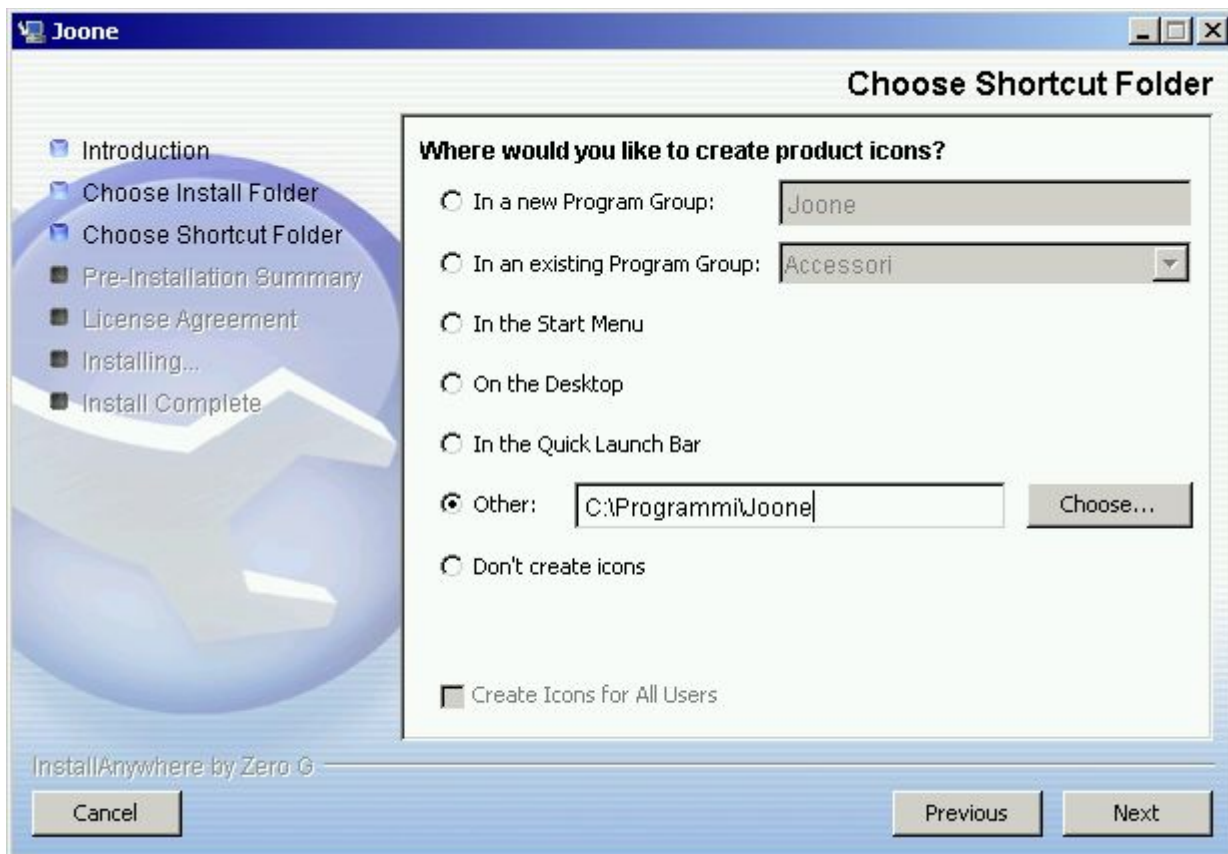 Joone
Choose Shortcut Folder
Introduction
Choose Install Folder
Choose Shortcut Folder
Pre-Installation Summary
License Agreement
Installing...
Install Complete
Where would you like to create product icons?
In a new Program Group: Joone
In an existing Program Group: Accessori
In the Start Menu
On the Desktop
In the Quick Launch Bar
Other: C:\Programmi\Joone Choose...
Don't create icons
Create Icons for All Users
InstallAnywhere by Zero G
Cancel Previous Next